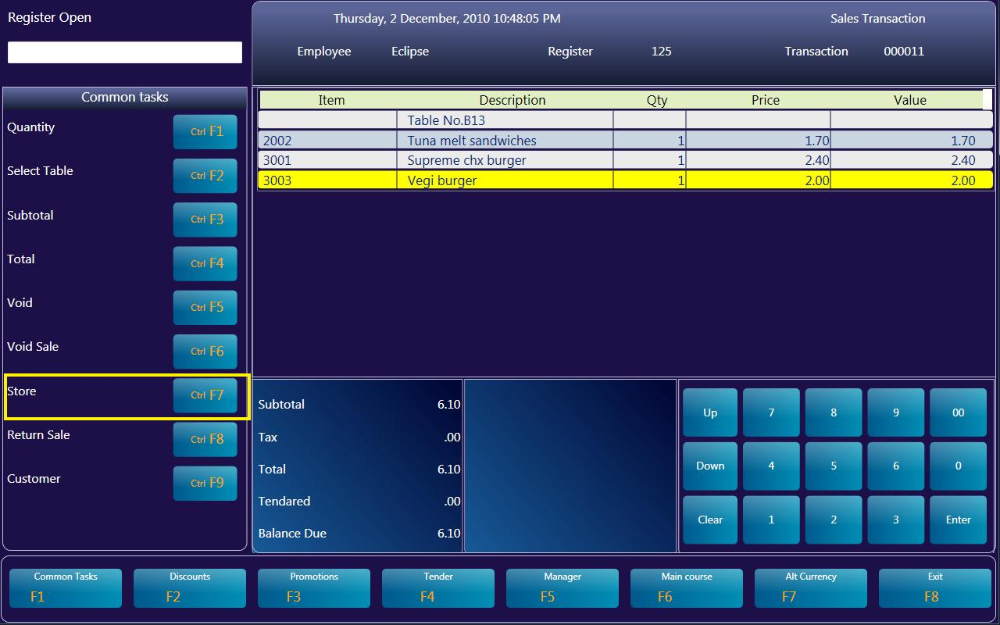 Register Open
Thursday, 2 December, 2010 10:48:05 PM Sales Transaction
Employee Eclipse Register 125 Transaction 000011
Common tasks
Quantity Ctrl F1
Select Table Ctrl F2
Subtotal Ctrl F3
Total Ctrl F4
Void Ctrl F5
Void Sale Ctrl F6
Store Ctrl F7
Return Sale Ctrl F8
Customer Ctrl F9
Item Description Qty Price Value
Table No.B13
2002 Tuna melt sandwiches 1 1.70 1.70
3001 Supreme chx burger 1 2.40 2.40
3003 Vegi burger 1 2.00 2.00
Subtotal 6.10
Tax .00
Total 6.10
Tendared .00
Balance Due 6.10
Up 7 8 9 00
Down 4 5 6 0
Clear 1 2 3 Enter
Common Tasks Discounts Promotions Tender Manager Main course Alt Currency Exit
F1 F2 F3 F4 F5 F6 F7 F8